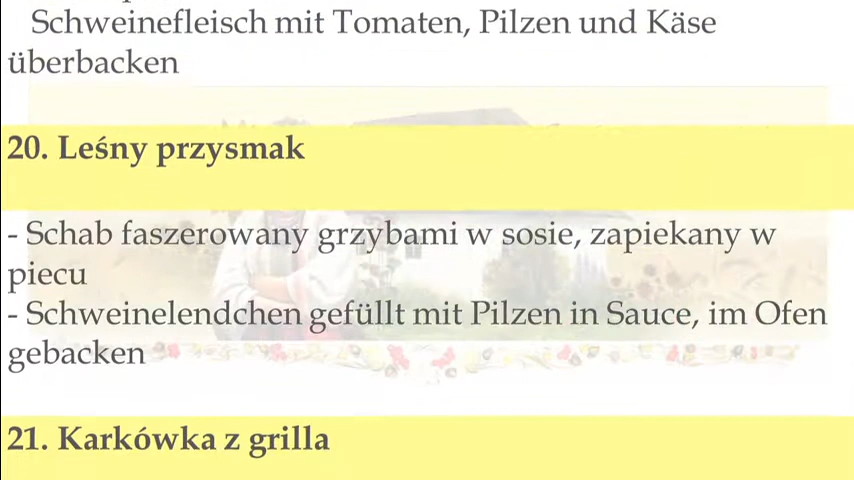 Schweinefleisch mit Tomaten, Pilzen und Käse
überbacken
20. Leśny przysmak
- Schab faszerowany grzybami w sosie, zapiekany w
piecu
- Schweinelendchen gefüllt mit Pilzen in Sauce, im Ofen
gebacken
21. Karkówka z grilla